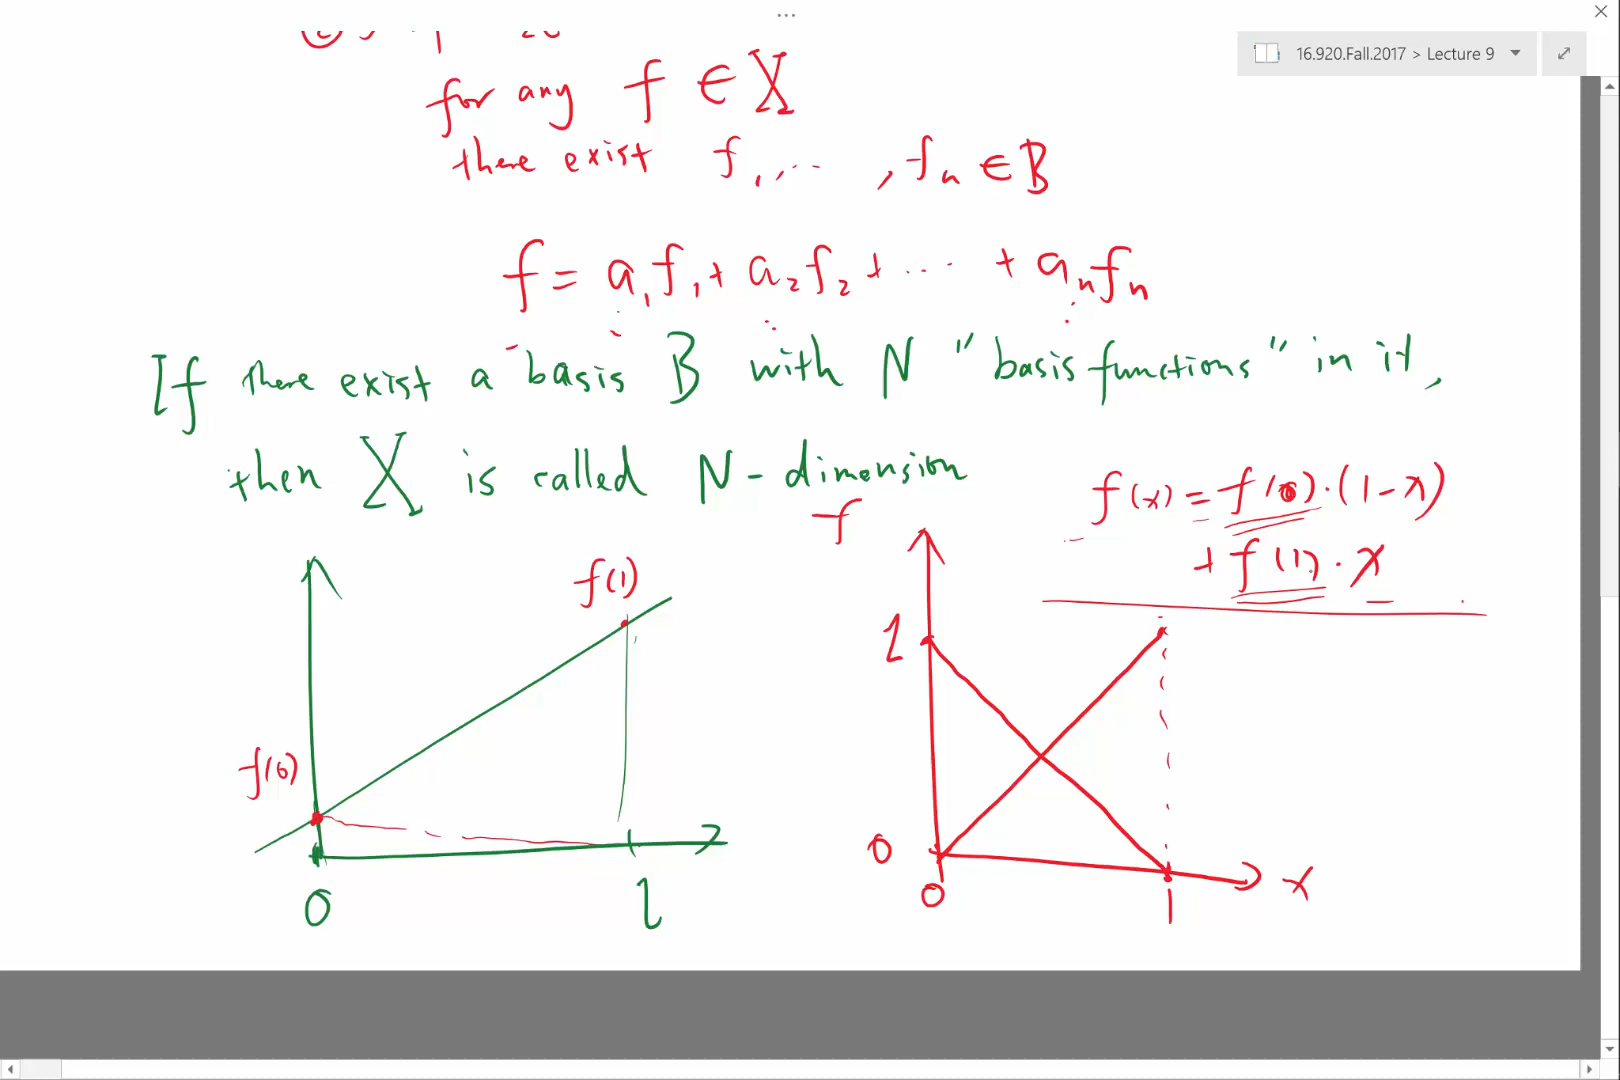 16.920.Fall.2017 > Lecture 9
for any f ∈ X
there exist f₁, ..., fₙ ∈ B
f = a₁f₁ + a₂f₂ + ... + aₙfₙ
If there exist a basis B with N "basis functions" in it,
then X is called N-dimension
f(x) = f(0)·(1-x)
+ f(1)·x
f
f(1)
1
f(0)
0
x
0
1
0
1